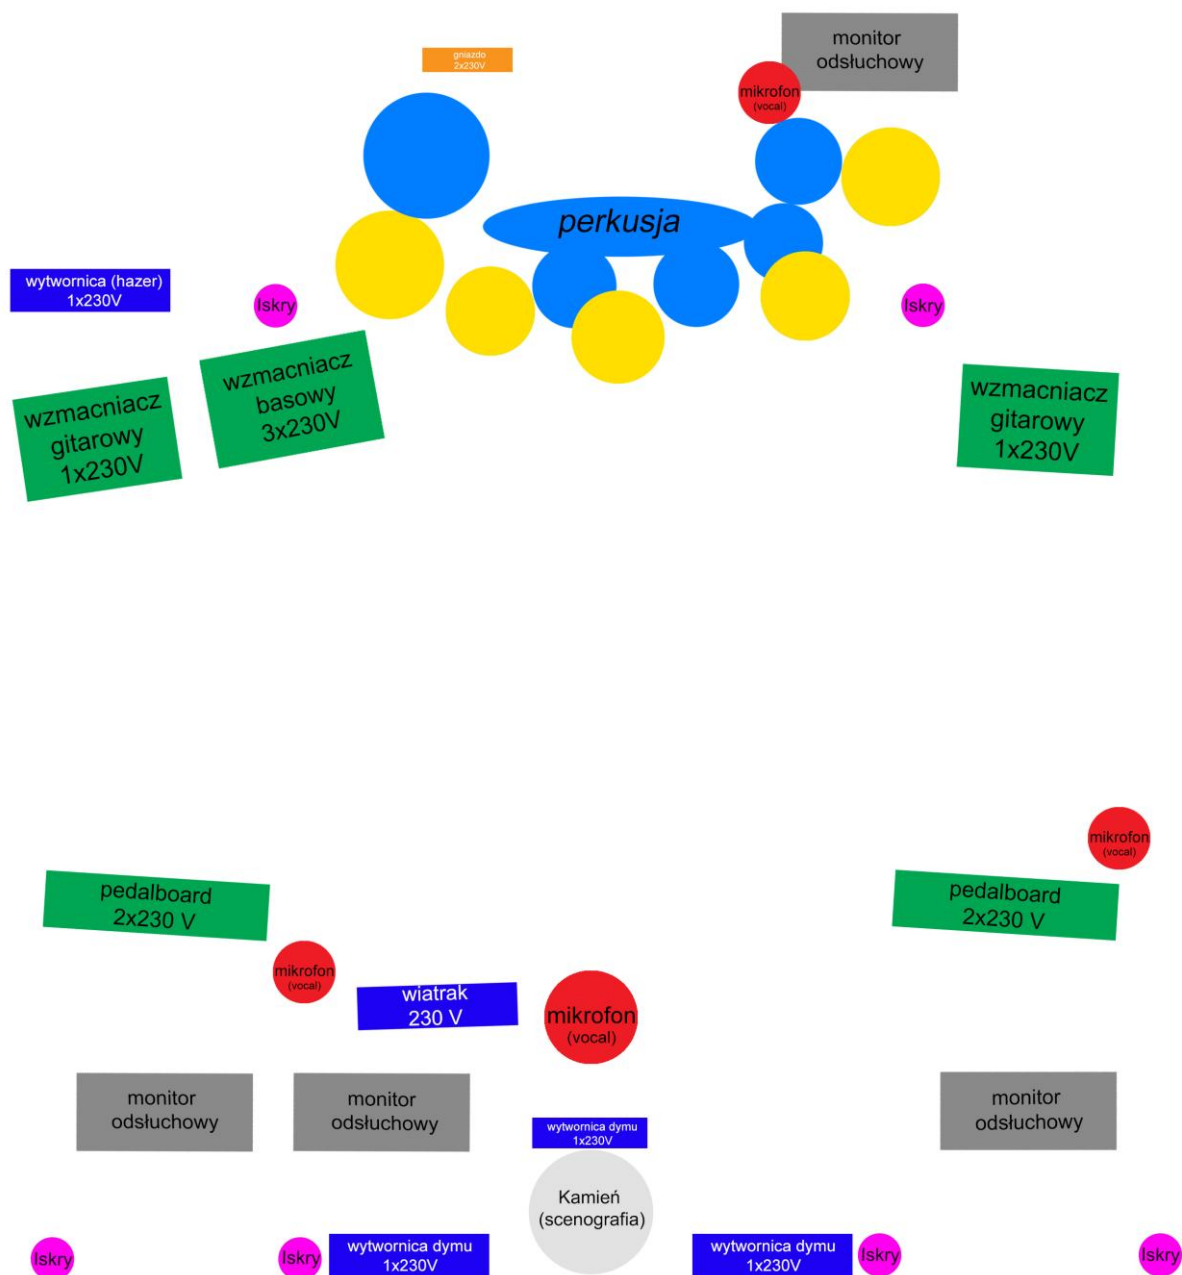 monitor
odsłuchowy
gniazdo
2x230V
mikrofon
(vocal)
perkusja
wytwornica (hazer)
1x230V
Iskry
Iskry
wzmacniacz
basowy
3x230V
wzmacniacz
gitarowy
1x230V
wzmacniacz
gitarowy
1x230V
mikrofon
(vocal)
pedalboard
2x230 V
pedalboard
2x230 V
mikrofon
(vocal)
wiatrak
230 V
mikrofon
(vocal)
monitor
odsłuchowy
monitor
odsłuchowy
monitor
odsłuchowy
wytwornica dymu
1x230V
Kamień
(scenografia)
Iskry
Iskry
wytwornica dymu
1x230V
wytwornica dymu
1x230V
Iskry
Iskry